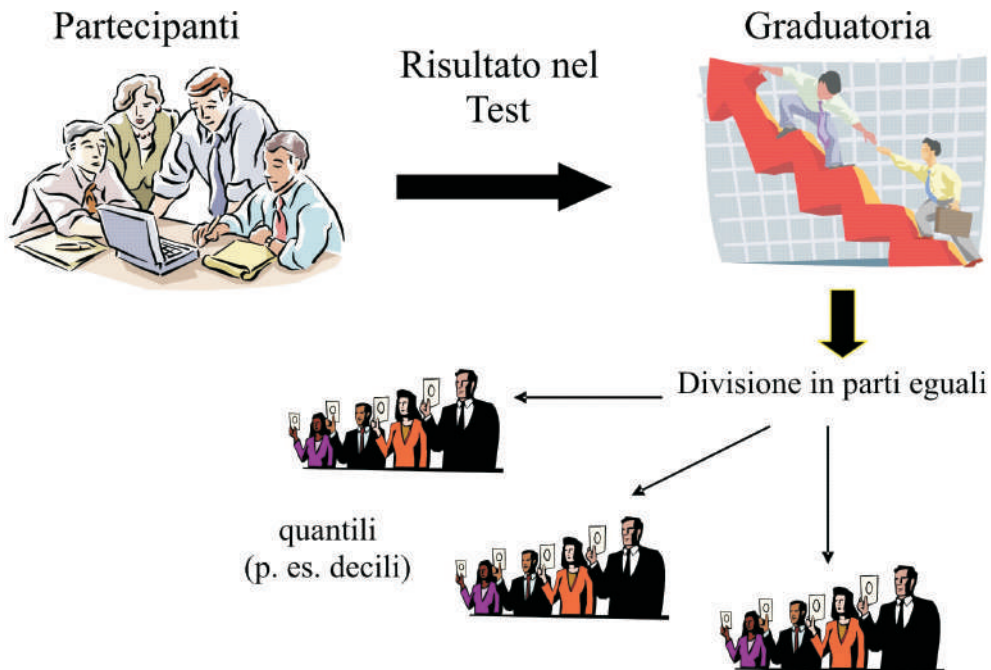 Partecipanti
Risultato nel
Test
Graduatoria
Divisione in parti eguali
quantili
(p. es. decili)